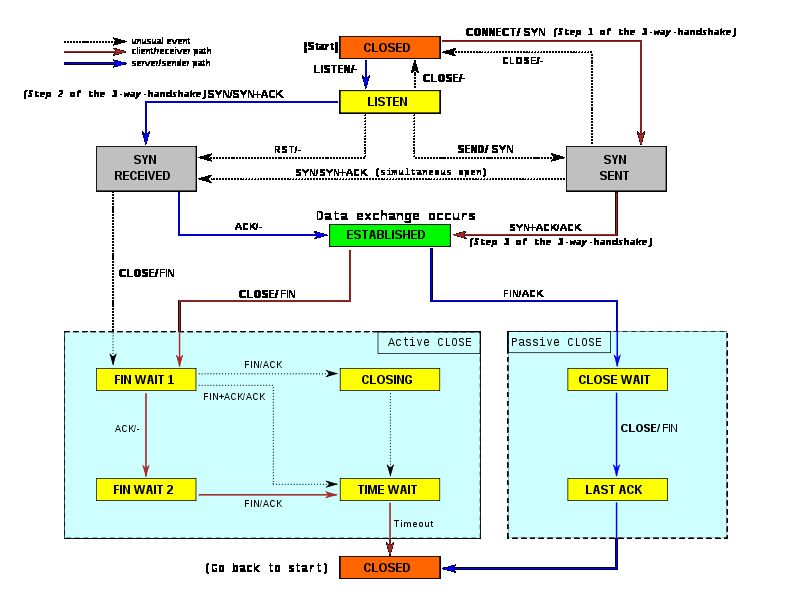 CONNECT/SYN (Step 1 of the 3-way-handshake)
unusual event
client/receiver path
server/sender path
[Start]
CLOSED
CLOSE/-
LISTEN/-
CLOSE/-
(Step 2 of the 3-way-handshake)SYN/SYN+ACK
LISTEN
RST/-
SEND/SYN
SYN
RECEIVED
SYN/SYN+ACK (simultaneous open)
SYN
SENT
Data exchange occurs
ACK/-
ESTABLISHED
SYN+ACK/ACK
(Step 3 of the 3-way-handshake)
CLOSE/FIN
CLOSE/FIN
FIN/ACK
Active CLOSE
Passive CLOSE
FIN/ACK
FIN WAIT 1
CLOSING
CLOSE WAIT
FIN+ACK/ACK
ACK/-
CLOSE/FIN
FIN WAIT 2
TIME WAIT
LAST ACK
FIN/ACK
Timeout
(Go back to start)
CLOSED